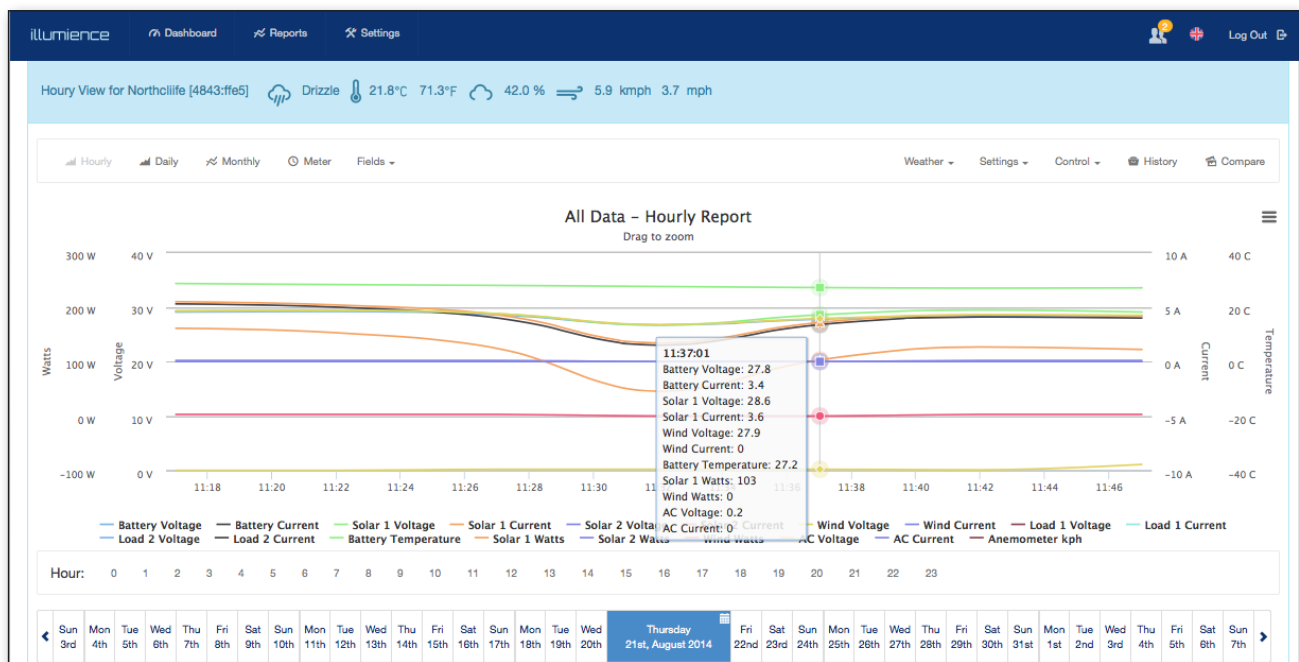 illumience Dashboard Reports Settings 2 Log Out
Houry View for Northcliife [4843:ffe5] Drizzle 21.8°C 71.3°F 42.0 % 5.9 kmph 3.7 mph
Hourly Daily Monthly Meter Fields Weather Settings Control History Compare
All Data – Hourly Report
Drag to zoom
300 W 40 V 10 A 40 C
200 W 30 V 5 A 20 C
Watts Voltage Current Temperature
100 W 20 V 0 A 0 C
0 W 10 V −5 A −20 C
−100 W 0 V −10 A −40 C
11:37:01
Battery Voltage: 27.8
Battery Current: 3.4
Solar 1 Voltage: 28.6
Solar 1 Current: 3.6
Wind Voltage: 27.9
Wind Current: 0
Battery Temperature: 27.2
Solar 1 Watts: 103
Wind Watts: 0
AC Voltage: 0.2
AC Current: 0
11:18 11:20 11:22 11:24 11:26 11:28 11:30 11:36 11:38 11:40 11:42 11:44 11:46
Battery Voltage Battery Current Solar 1 Voltage Solar 1 Current Solar 2 Voltage Solar 2 Current Wind Voltage Wind Current Load 1 Voltage Load 1 Current
Load 2 Voltage Load 2 Current Battery Temperature Solar 1 Watts Solar 2 Watts Wind Watts AC Voltage AC Current Anemometer kph
Hour: 0 1 2 3 4 5 6 7 8 9 10 11 12 13 14 15 16 17 18 19 20 21 22 23
Sun Mon Tue Wed Thu Fri Sat Sun Mon Tue Wed Thu Fri Sat Sun Mon Tue Wed Thursday Fri Sat Sun Mon Tue Wed Thu Fri Sat Sun Mon Tue Wed Thu Fri Sat Sun
3rd 4th 5th 6th 7th 8th 9th 10th 11th 12th 13th 14th 15th 16th 17th 18th 19th 20th 21st, August 2014 22nd 23rd 24th 25th 26th 27th 28th 29th 30th 31st 1st 2nd 3rd 4th 5th 6th 7th